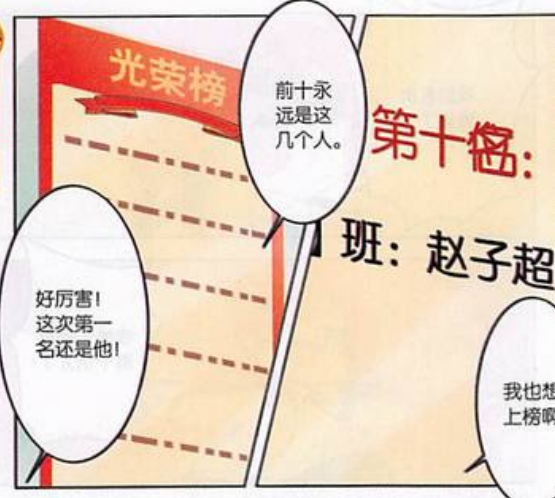 光荣榜
前十永
远是这
几个人。
好厉害!
这次第一
名还是他!
第十名:
班: 赵子超
我也想
上榜啊